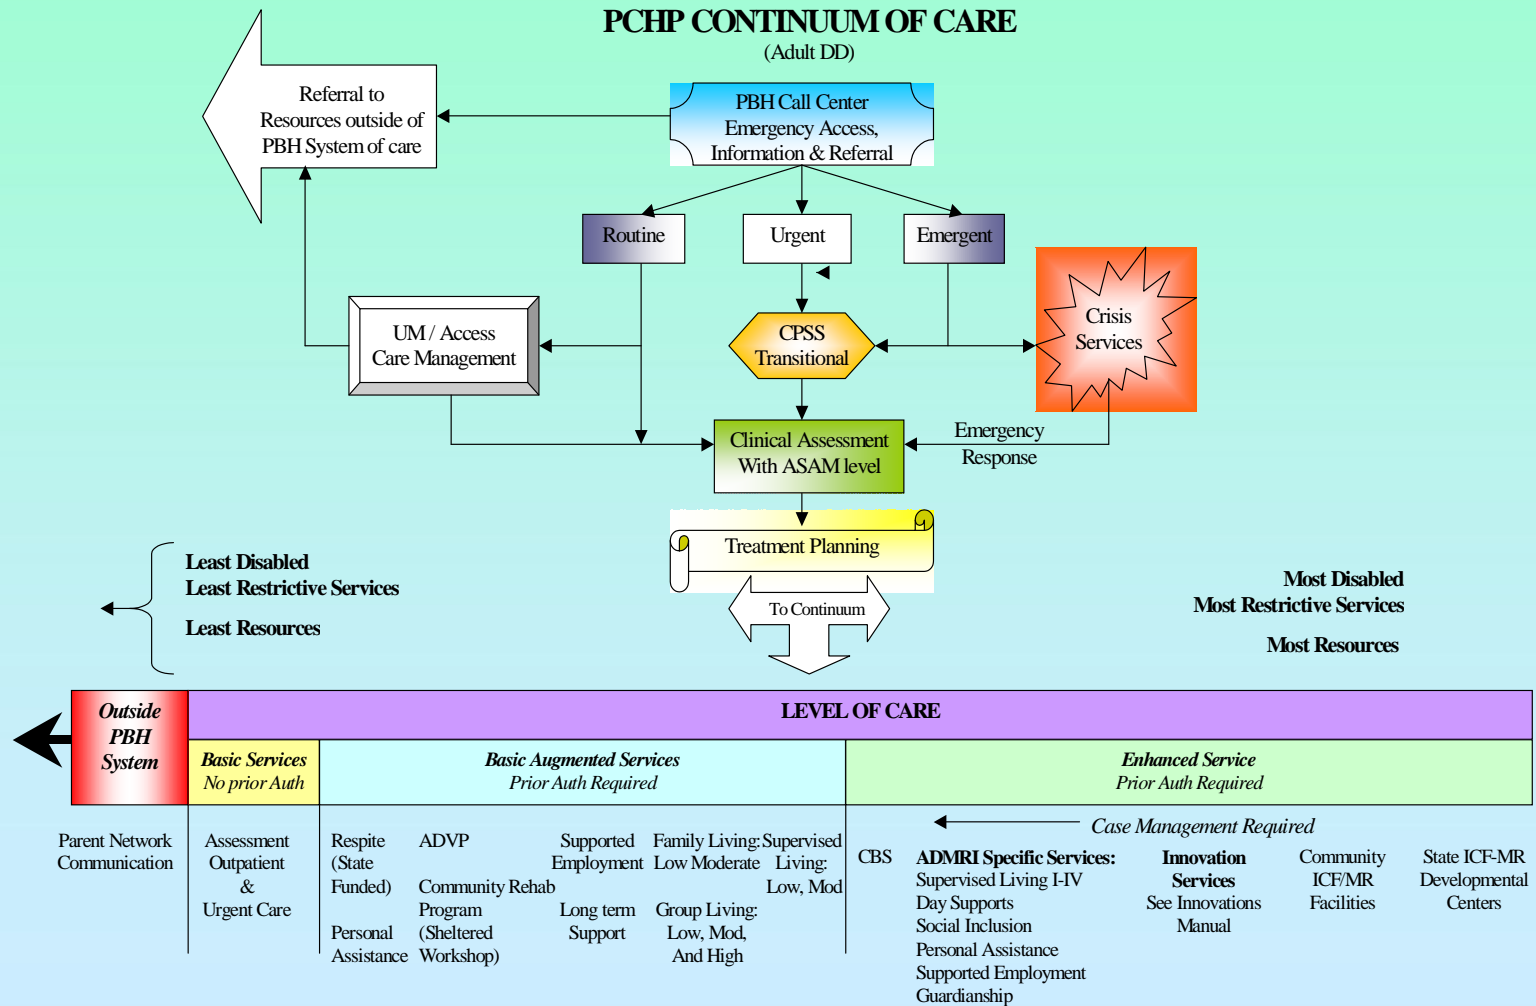 PCHP CONTINUUM OF CARE
(Adult DD)
Referral to
Resources outside of
PBH System of care
PBH Call Center
Emergency Access,
Information & Referral
Routine
Urgent
Emergent
UM / Access
Care Management
CPSS
Transitional
Crisis
Services
Clinical Assessment
With ASAM level
Emergency
Response
Treatment Planning
To Continuum
Least Disabled
Least Restrictive Services
Least Resources
Most Disabled
Most Restrictive Services
Most Resources
Outside
PBH
System
LEVEL OF CARE
Basic Services
No prior Auth
Basic Augmented Services
Prior Auth Required
Enhanced Service
Prior Auth Required
Parent Network
Communication
Assessment
Outpatient
&
Urgent Care
Respite
(State
Funded)
Personal
Assistance
ADVP
Community Rehab
Program
(Sheltered
Workshop)
Supported
Employment
Long term
Support
Family Living:
Low Moderate
Group Living:
Low, Mod,
And High
Supervised
Living:
Low, Mod
Case Management Required
CBS
ADMRI Specific Services:
Supervised Living I-IV
Day Supports
Social Inclusion
Personal Assistance
Supported Employment
Guardianship
Innovation
Services
See Innovations
Manual
Community
ICF/MR
Facilities
State ICF-MR
Developmental
Centers